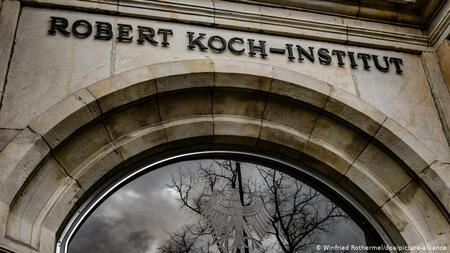 ROBERT KOCH-INSTITUT
© Winfried Rothermel/dpa/picture-alliance